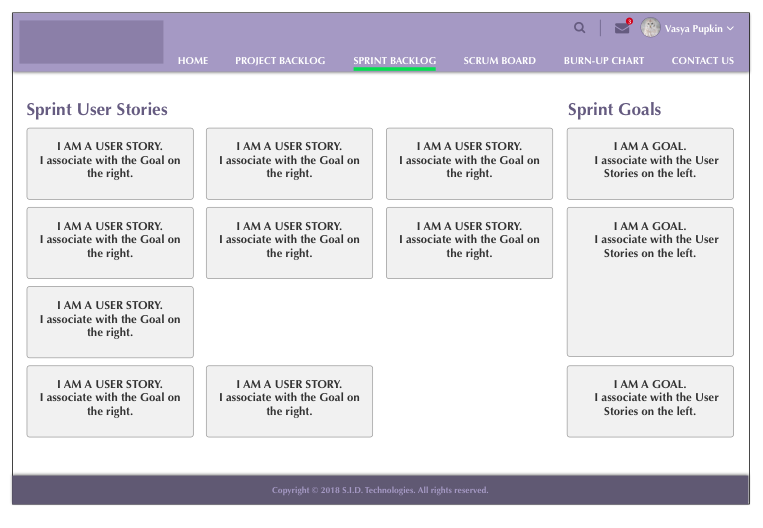 3
Vasya Pupkin
HOME PROJECT BACKLOG SPRINT BACKLOG SCRUM BOARD BURN-UP CHART CONTACT US
Sprint User Stories
Sprint Goals
I AM A USER STORY.
I associate with the Goal on
the right.
I AM A USER STORY.
I associate with the Goal on
the right.
I AM A USER STORY.
I associate with the Goal on
the right.
I AM A GOAL.
I associate with the User
Stories on the left.
I AM A USER STORY.
I associate with the Goal on
the right.
I AM A USER STORY.
I associate with the Goal on
the right.
I AM A USER STORY.
I associate with the Goal on
the right.
I AM A GOAL.
I associate with the User
Stories on the left.
I AM A USER STORY.
I associate with the Goal on
the right.
I AM A USER STORY.
I associate with the Goal on
the right.
I AM A USER STORY.
I associate with the Goal on
the right.
I AM A GOAL.
I associate with the User
Stories on the left.
Copyright © 2018 S.I.D. Technologies. All rights reserved.